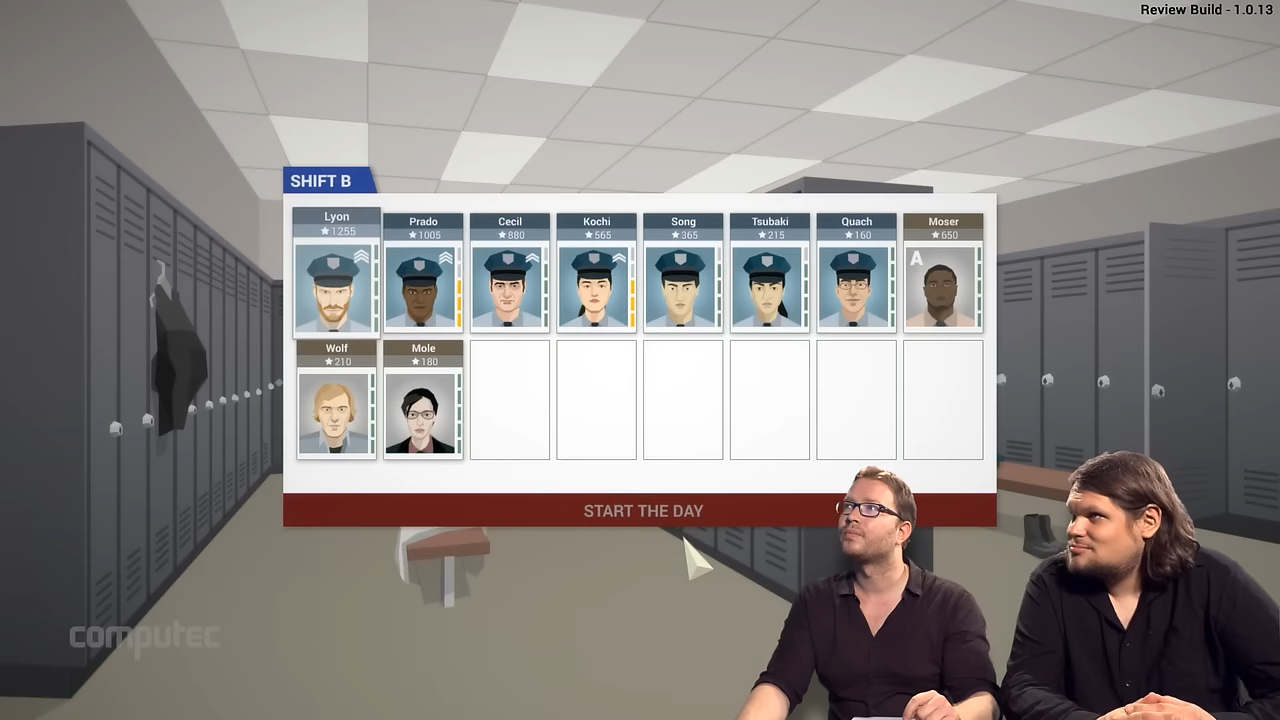 Review Build - 1.0.13
SHIFT B
Lyon
★1255
Prado
★1005
Cecil
★880
Kochi
★565
Song
★365
Tsubaki
★215
Quach
★160
Moser
★650
A
Wolf
★210
Mole
★180
START THE DAY
computec